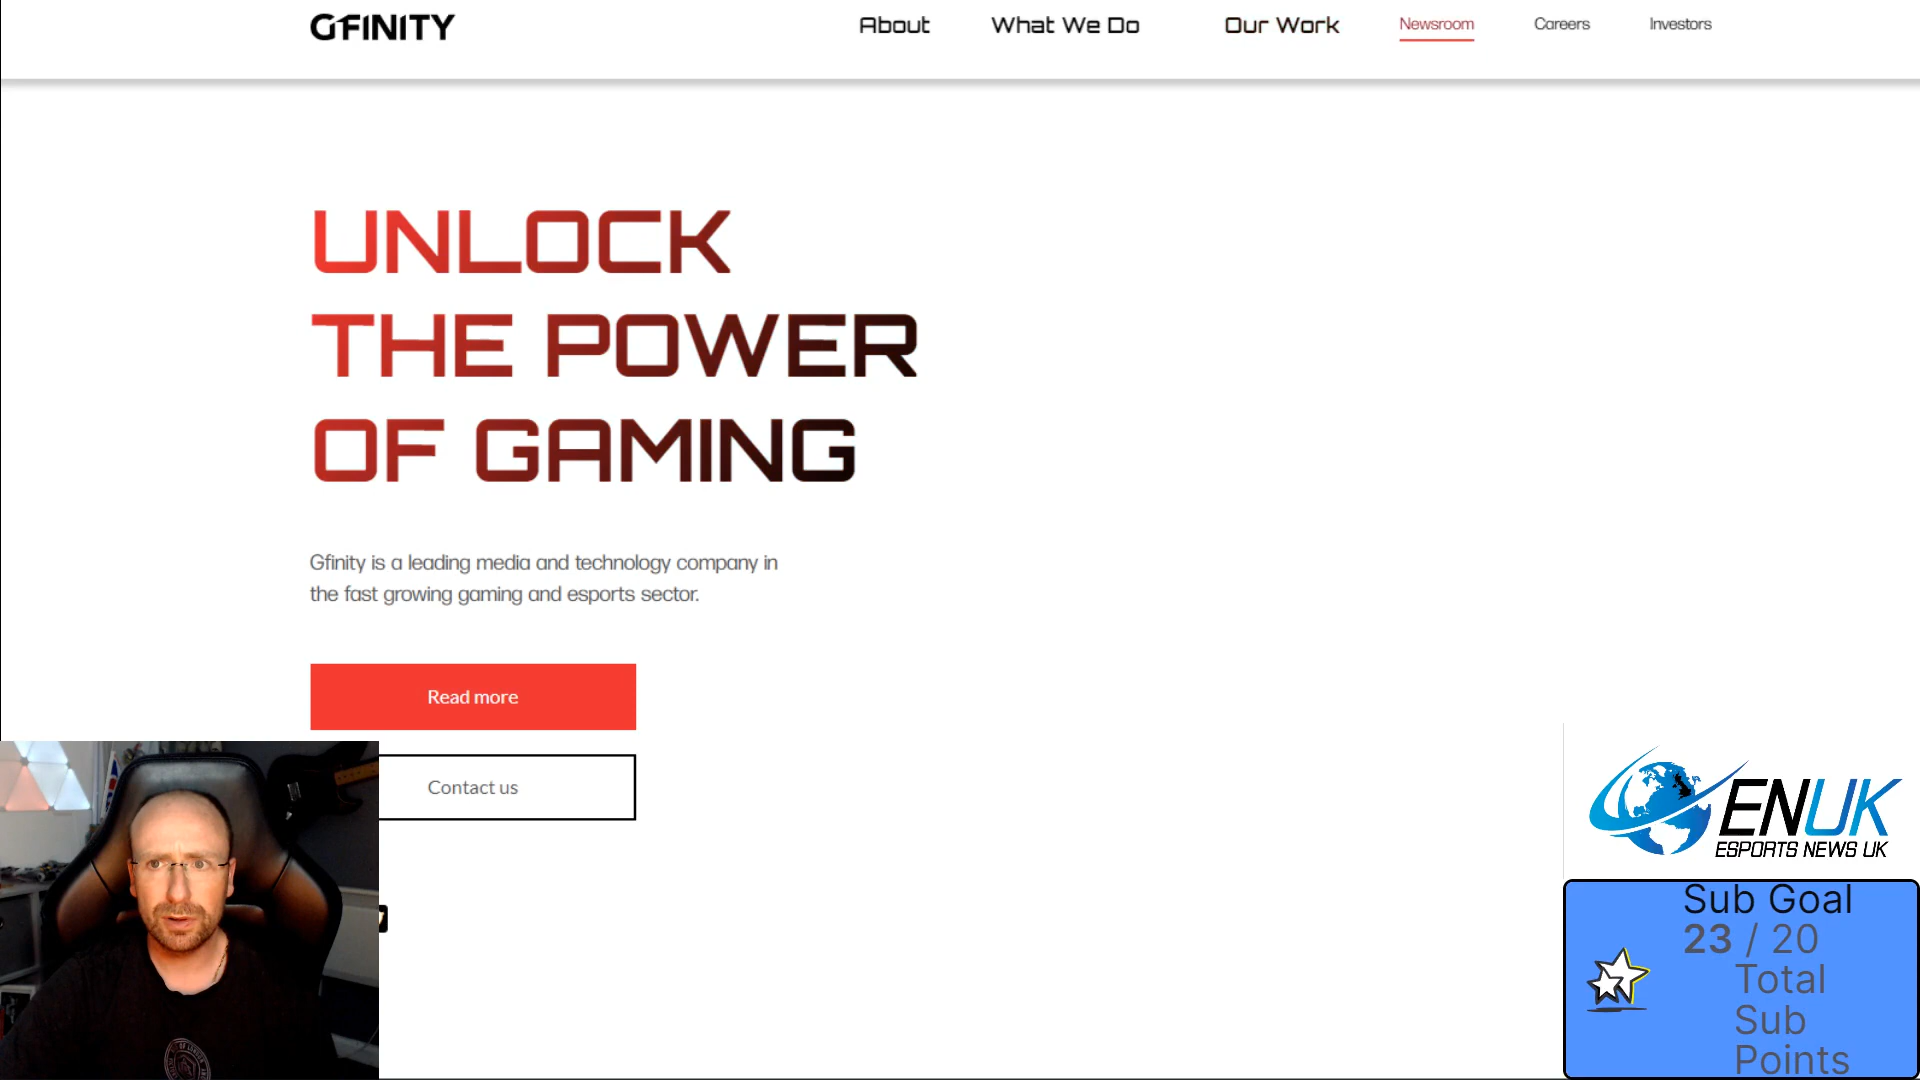 GFINITY
About
What We Do
Our Work
Newsroom
Careers
Investors
UNLOCK
THE POWER
OF GAMING
Gfinity is a leading media and technology company in
the fast growing gaming and esports sector.
Read more
Contact us
ENUK
ESPORTS NEWS UK
Sub Goal
23 / 20
Total
Sub
Points